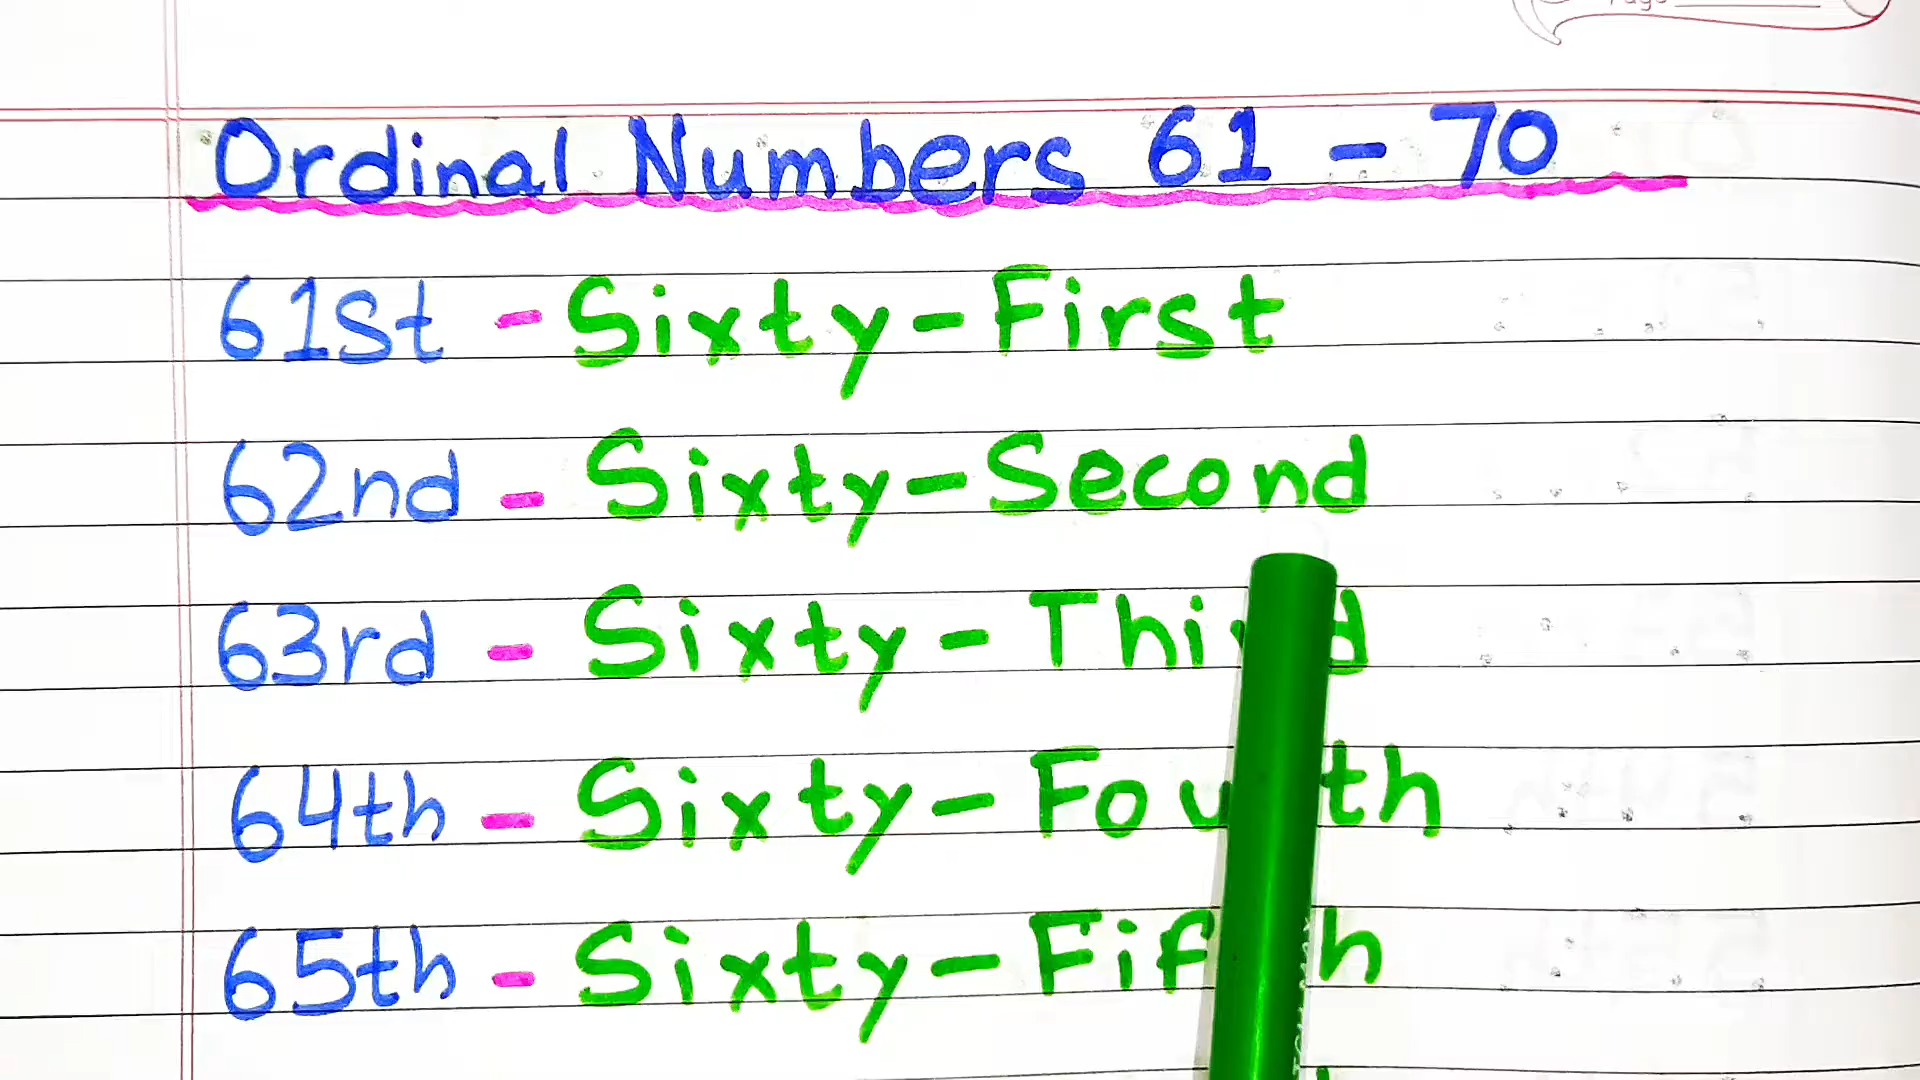 Ordinal Numbers 61 - 70
61st - Sixty-First
62nd - Sixty-Second
63rd - Sixty-
64th - Sixty-
65th - Sixty-